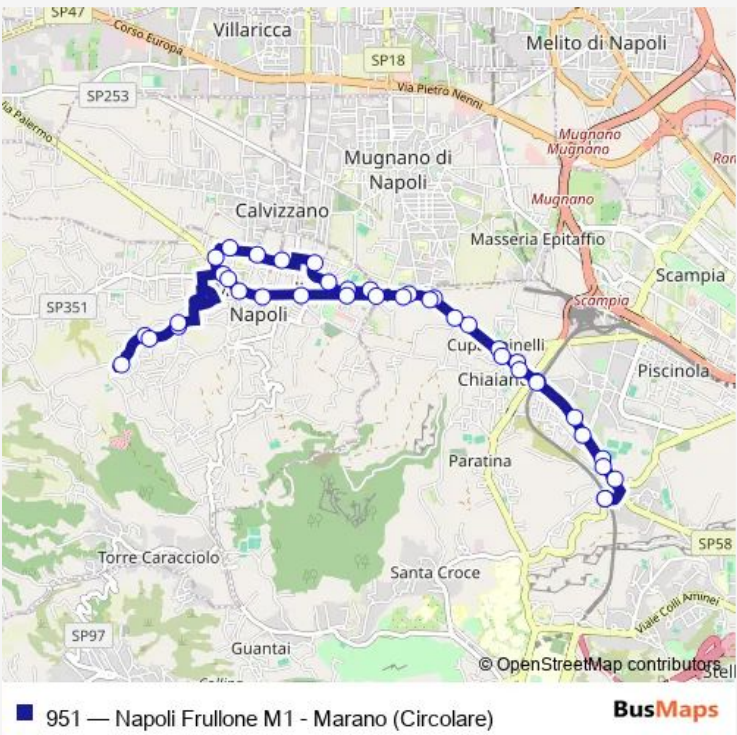 SP47
Corso Europa
Villaricca
SP18
Melito di Napoli
SP253
Via Pietro Nenni
Via Palermo
Mugnano
Mugnano
Mugnano di
Napoli
Mugnano
Calvizzano
Masseria Epitaffio
Scampia
SP351
Scampia
Napoli
Chiaiano
Piscinola
Paratina
SP58
Torre Caracciolo
Santa Croce
Viale Colli Aminei
SP97
Guantai
© OpenStreetMap contributors
951 — Napoli Frullone M1 - Marano (Circolare)
BusMaps